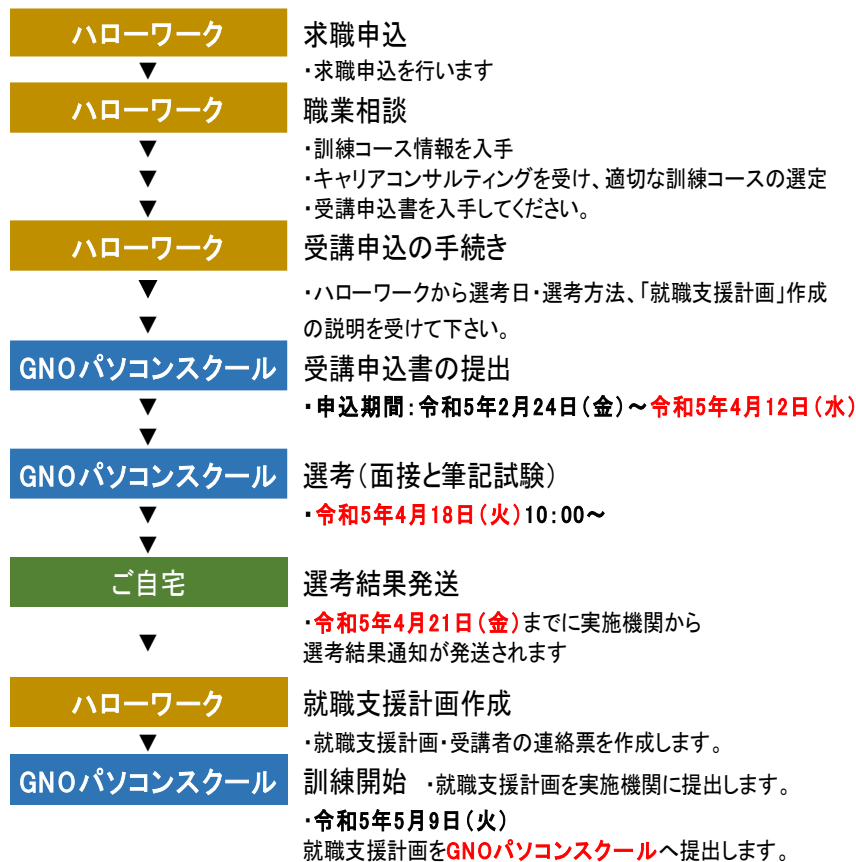 ハローワーク 求職申込
▼ ・求職申込を行います
ハローワーク 職業相談
▼ ・訓練コース情報を入手
▼ ・キャリアコンサルティングを受け、適切な訓練コースの選定
▼ ・受講申込書を入手してください。
ハローワーク 受講申込の手続き
▼ ・ハローワークから選考日・選考方法、「就職支援計画」作成
▼ の説明を受けて下さい。
GNOパソコンスクール 受講申込書の提出
▼ ・申込期間：令和5年2月24日（金）～令和5年4月12日（水）
▼
GNOパソコンスクール 選考（面接と筆記試験）
▼ ・令和5年4月18日（火）10：00～
▼
ご自宅 選考結果発送
・令和5年4月21日（金）までに実施機関から
▼ 選考結果通知が発送されます
ハローワーク 就職支援計画作成
▼ ・就職支援計画・受講者の連絡票を作成します。
GNOパソコンスクール 訓練開始 ・就職支援計画を実施機関に提出します。
・令和5年5月9日（火）
就職支援計画をGNOパソコンスクールへ提出します。